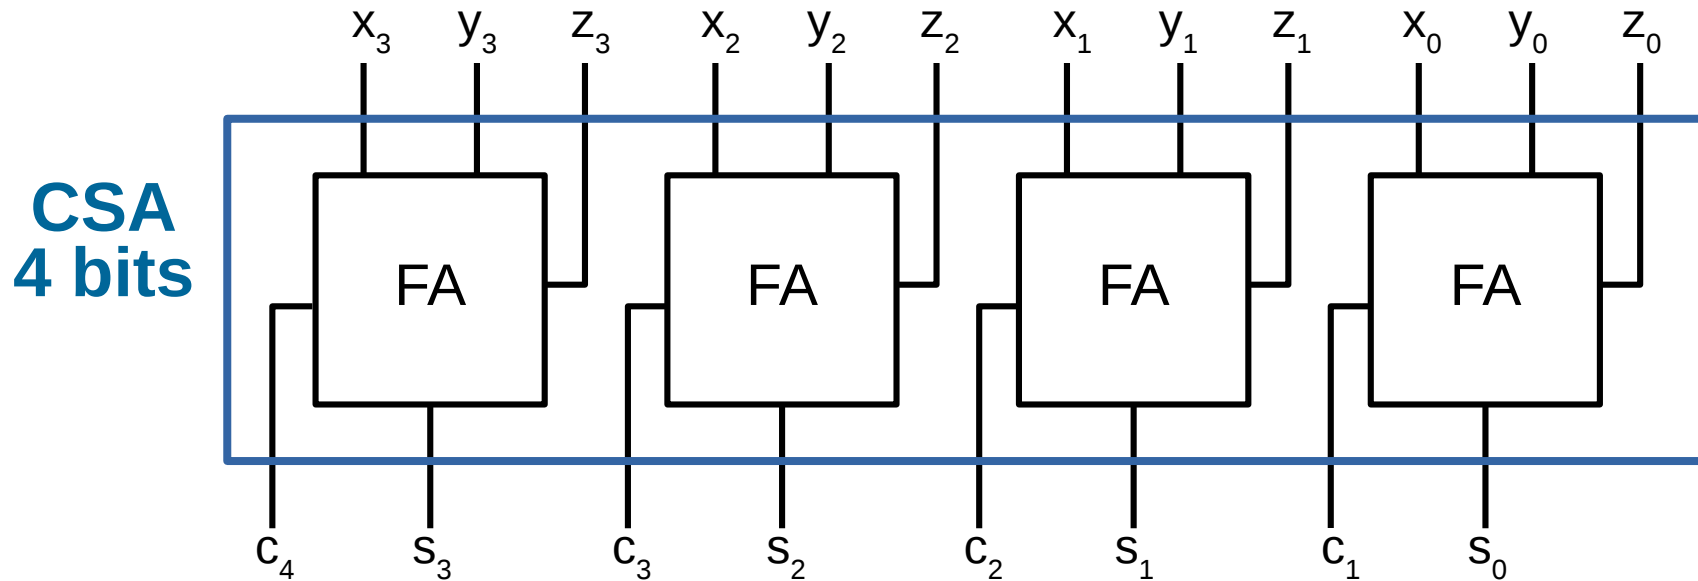 x3 y3 z3 x2 y2 z2 x1 y1 z1 x0 y0 z0
CSA
4 bits
FA FA FA FA
c4 s3 c3 s2 c2 s1 c1 s0